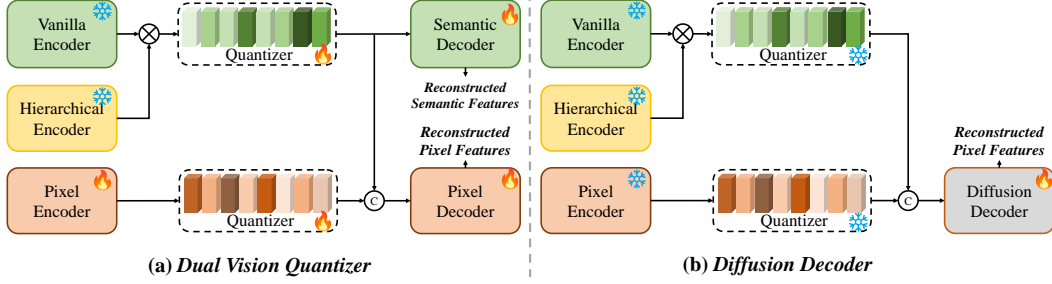 Vanilla
Encoder
Hierarchical
Encoder
Pixel
Encoder
Quantizer
Quantizer
Semantic
Decoder
Reconstructed
Semantic Features
Reconstructed
Pixel Features
C
Pixel
Decoder
(a) Dual Vision Quantizer
Vanilla
Encoder
Hierarchical
Encoder
Pixel
Encoder
Quantizer
Quantizer
Reconstructed
Pixel Features
C
Diffusion
Decoder
(b) Diffusion Decoder